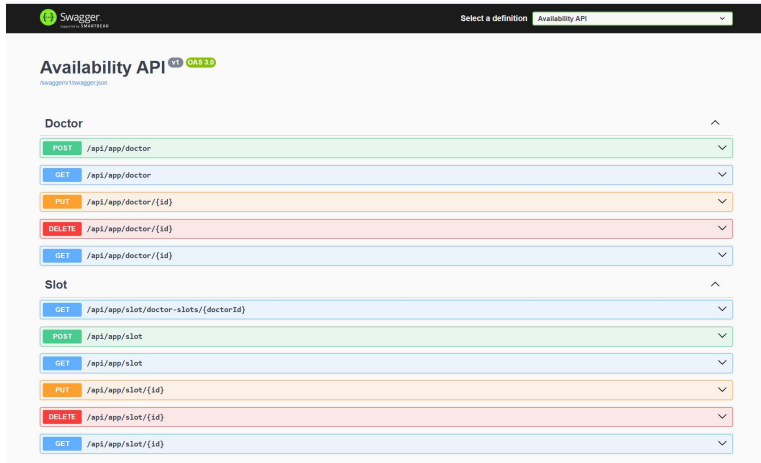 Swagger.
Supported by SMARTBEAR
Select a definition
Availability API
Availability API v1 OAS 3.0
/swagger/v1/swagger.json
Doctor
POST /api/app/doctor
GET /api/app/doctor
PUT /api/app/doctor/{id}
DELETE /api/app/doctor/{id}
GET /api/app/doctor/{id}
Slot
GET /api/app/slot/doctor-slots/{doctorId}
POST /api/app/slot
GET /api/app/slot
PUT /api/app/slot/{id}
DELETE /api/app/slot/{id}
GET /api/app/slot/{id}